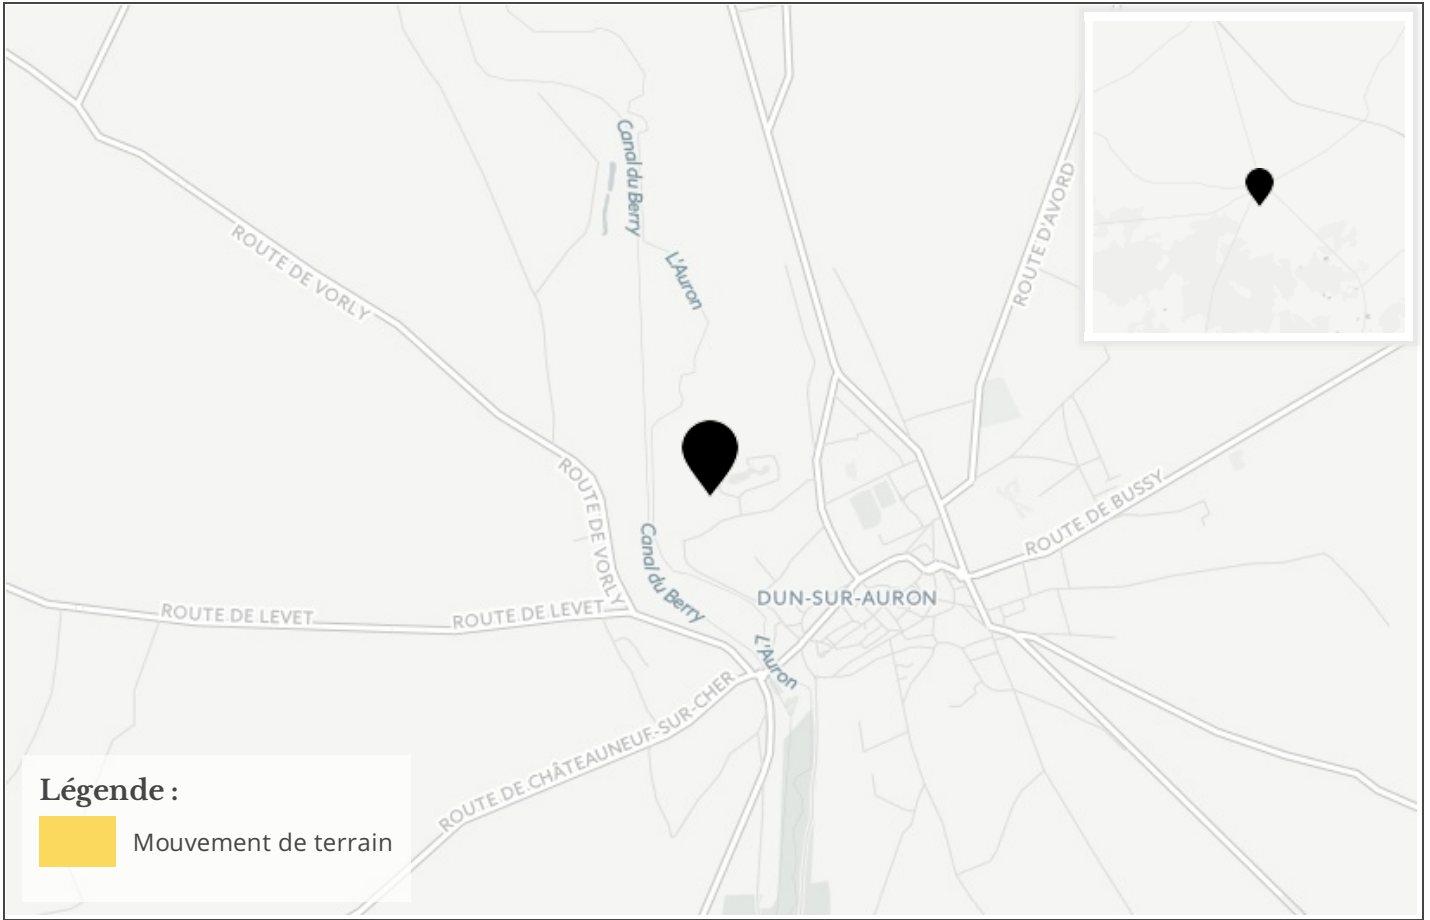 Canal du Berry
L'Auron
ROUTE D'AVORD
ROUTE DE VORLY
ROUTE DE VORLY
ROUTE DE BUSSY
Canal du Berry
DUN-SUR-AURON
ROUTE DE LEVET
ROUTE DE LEVET
L'Auron
ROUTE DE CHÂTEAUNEUF-SUR-CHER
Légende :
Mouvement de terrain